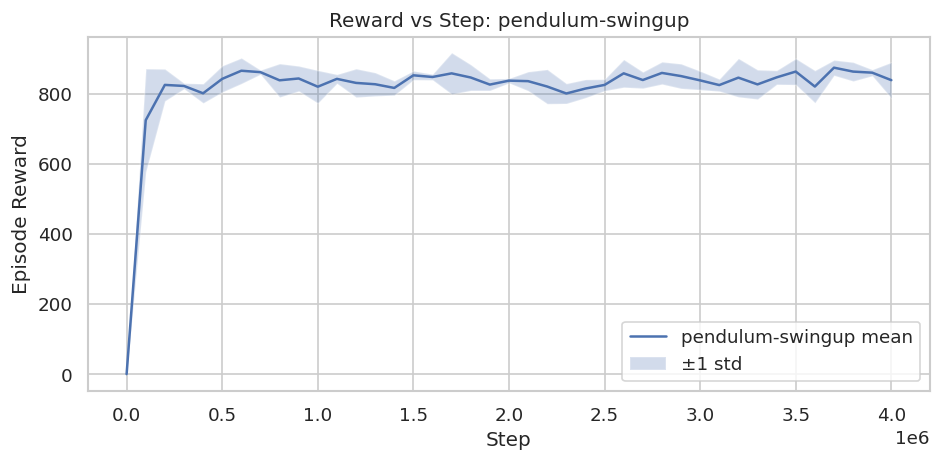 Reward vs Step: pendulum-swingup
Episode Reward
800
600
400
200
0
pendulum-swingup mean
±1 std
0.0 0.5 1.0 1.5 2.0 2.5 3.0 3.5 4.0
1e6
Step